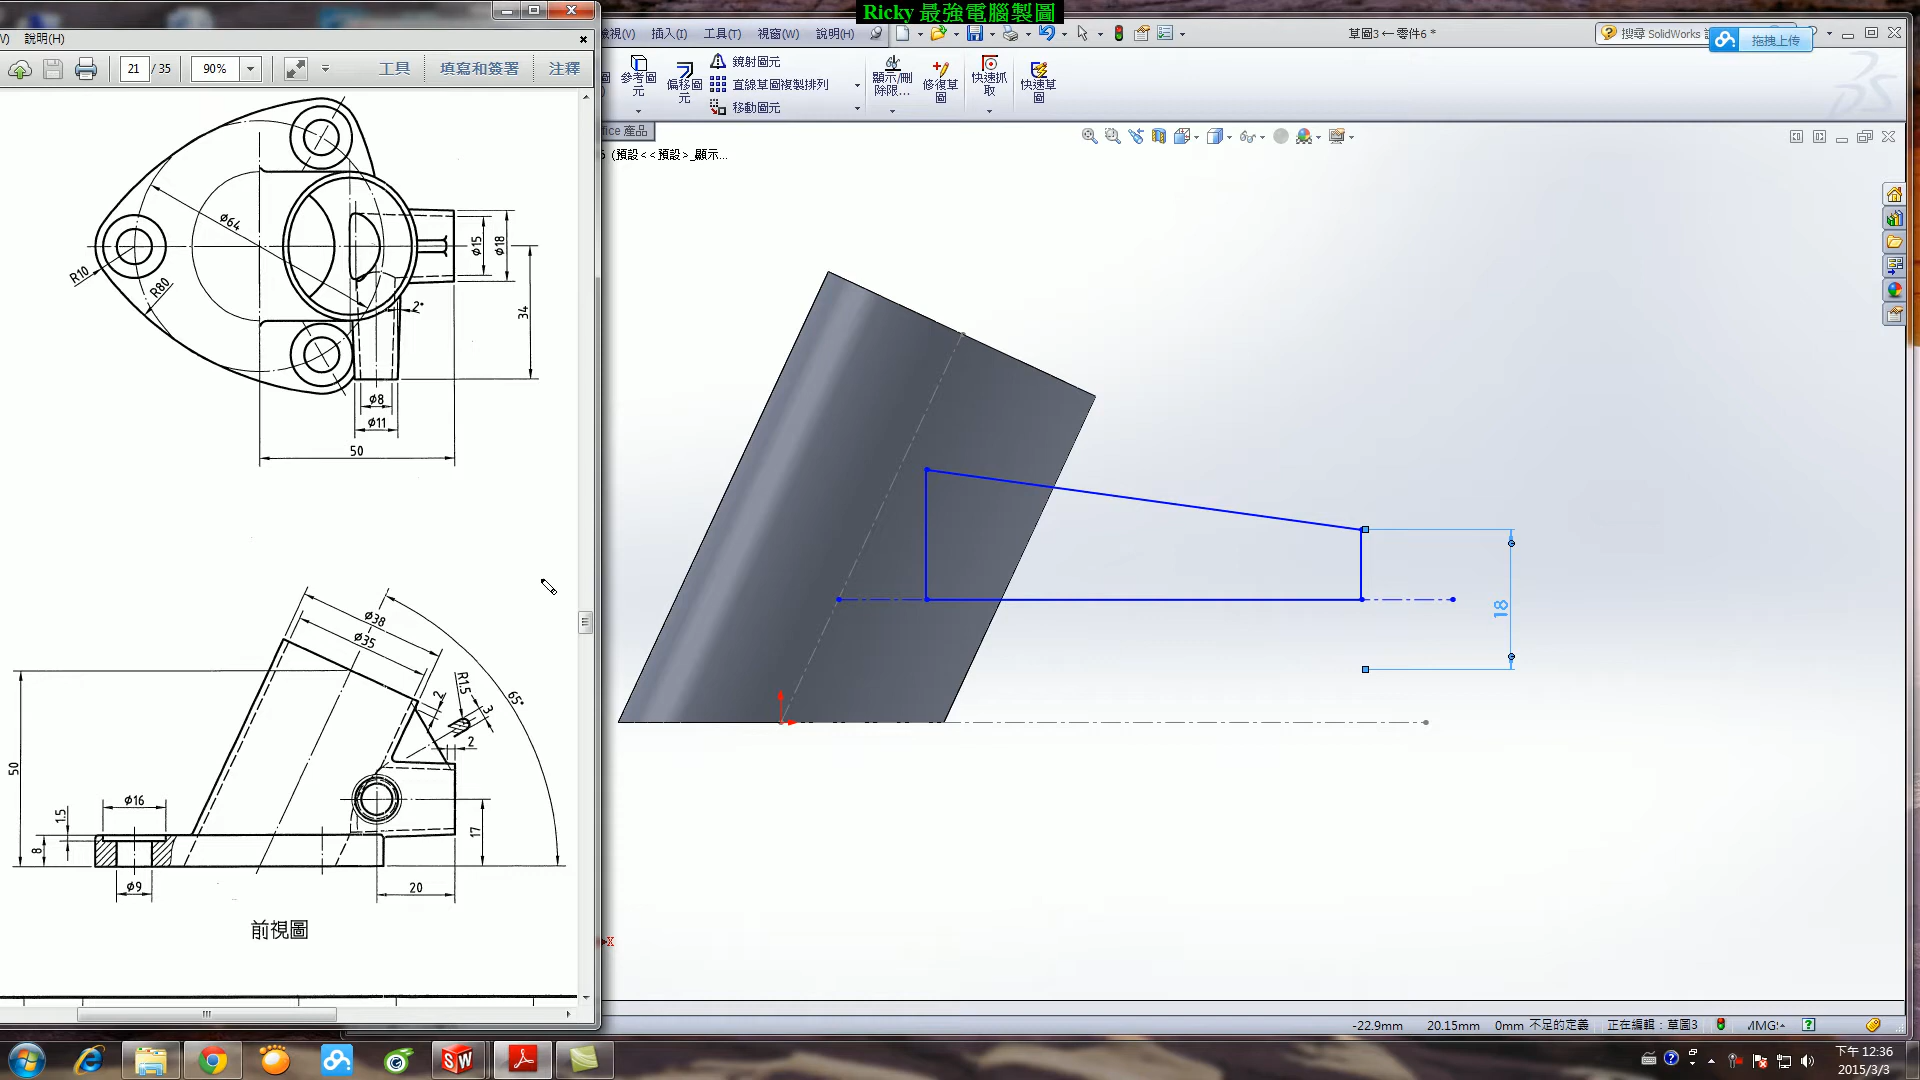 Ricky 最強電腦製圖
V) 說明(H)
檢視(V) 插入(I) 工具(T) 視窗(W) 說明(H)
草圖3 ← 零件6 *
搜尋 SolidWorks
拖拽上传
21 / 35
90%
工具
填寫和簽署
注釋
參考圖元
偏移圖元
鏡射圖元
直線草圖複製排列
移動圖元
顯示/刪除限...
修復草圖
快速抓取
快速草圖
ice 產品
6 (預設<<預設>_顯示...
ø64
R10
R80
ø15
ø18
34
2°
ø8
ø11
50
18
ø38
ø35
R1.5
2
3
65°
2
50
1.5
8
ø16
ø9
17
20
前視圖
X
-22.9mm 20.15mm 0mm 不足的定義 正在編輯：草圖3
下午 12:36
2015/3/3